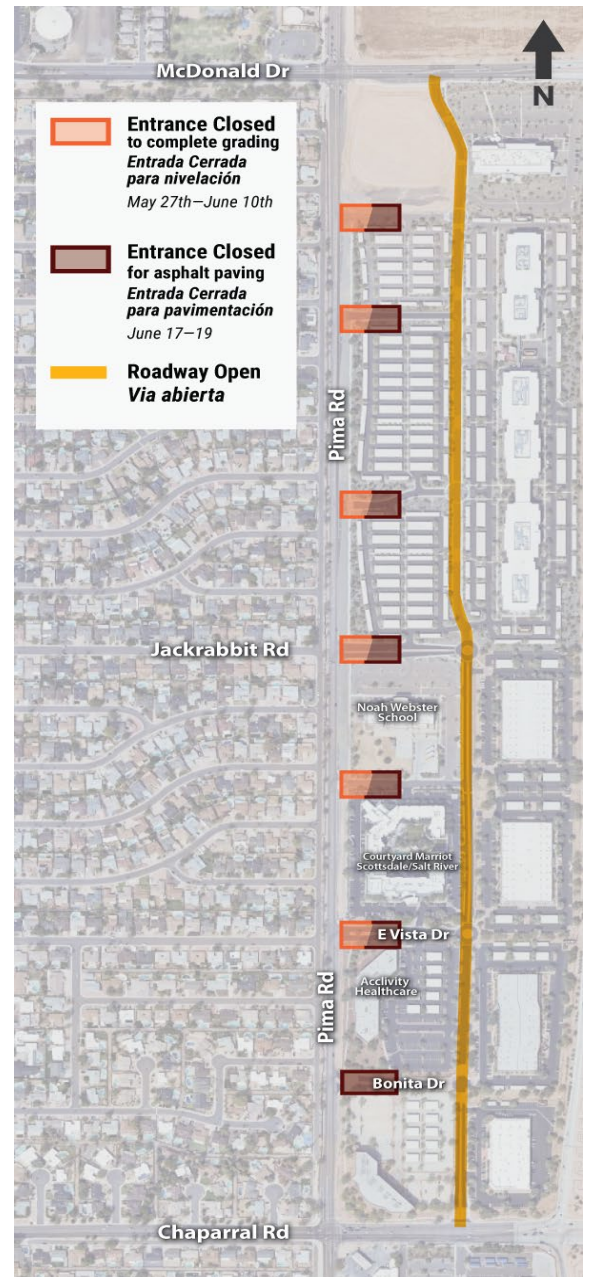 McDonald Dr
N
Entrance Closed
to complete grading
Entrada Cerrada
para nivelación
May 27th—June 10th
Entrance Closed
for asphalt paving
Entrada Cerrada
para pavimentación
June 17—19
Roadway Open
Via abierta
Pima Rd
Jackrabbit Rd
Noah Webster
School
Courtyard Marriot
Scottsdale/Salt River
E Vista Dr
Acclivity
Healthcare
Pima Rd
Bonita Dr
Chaparral Rd